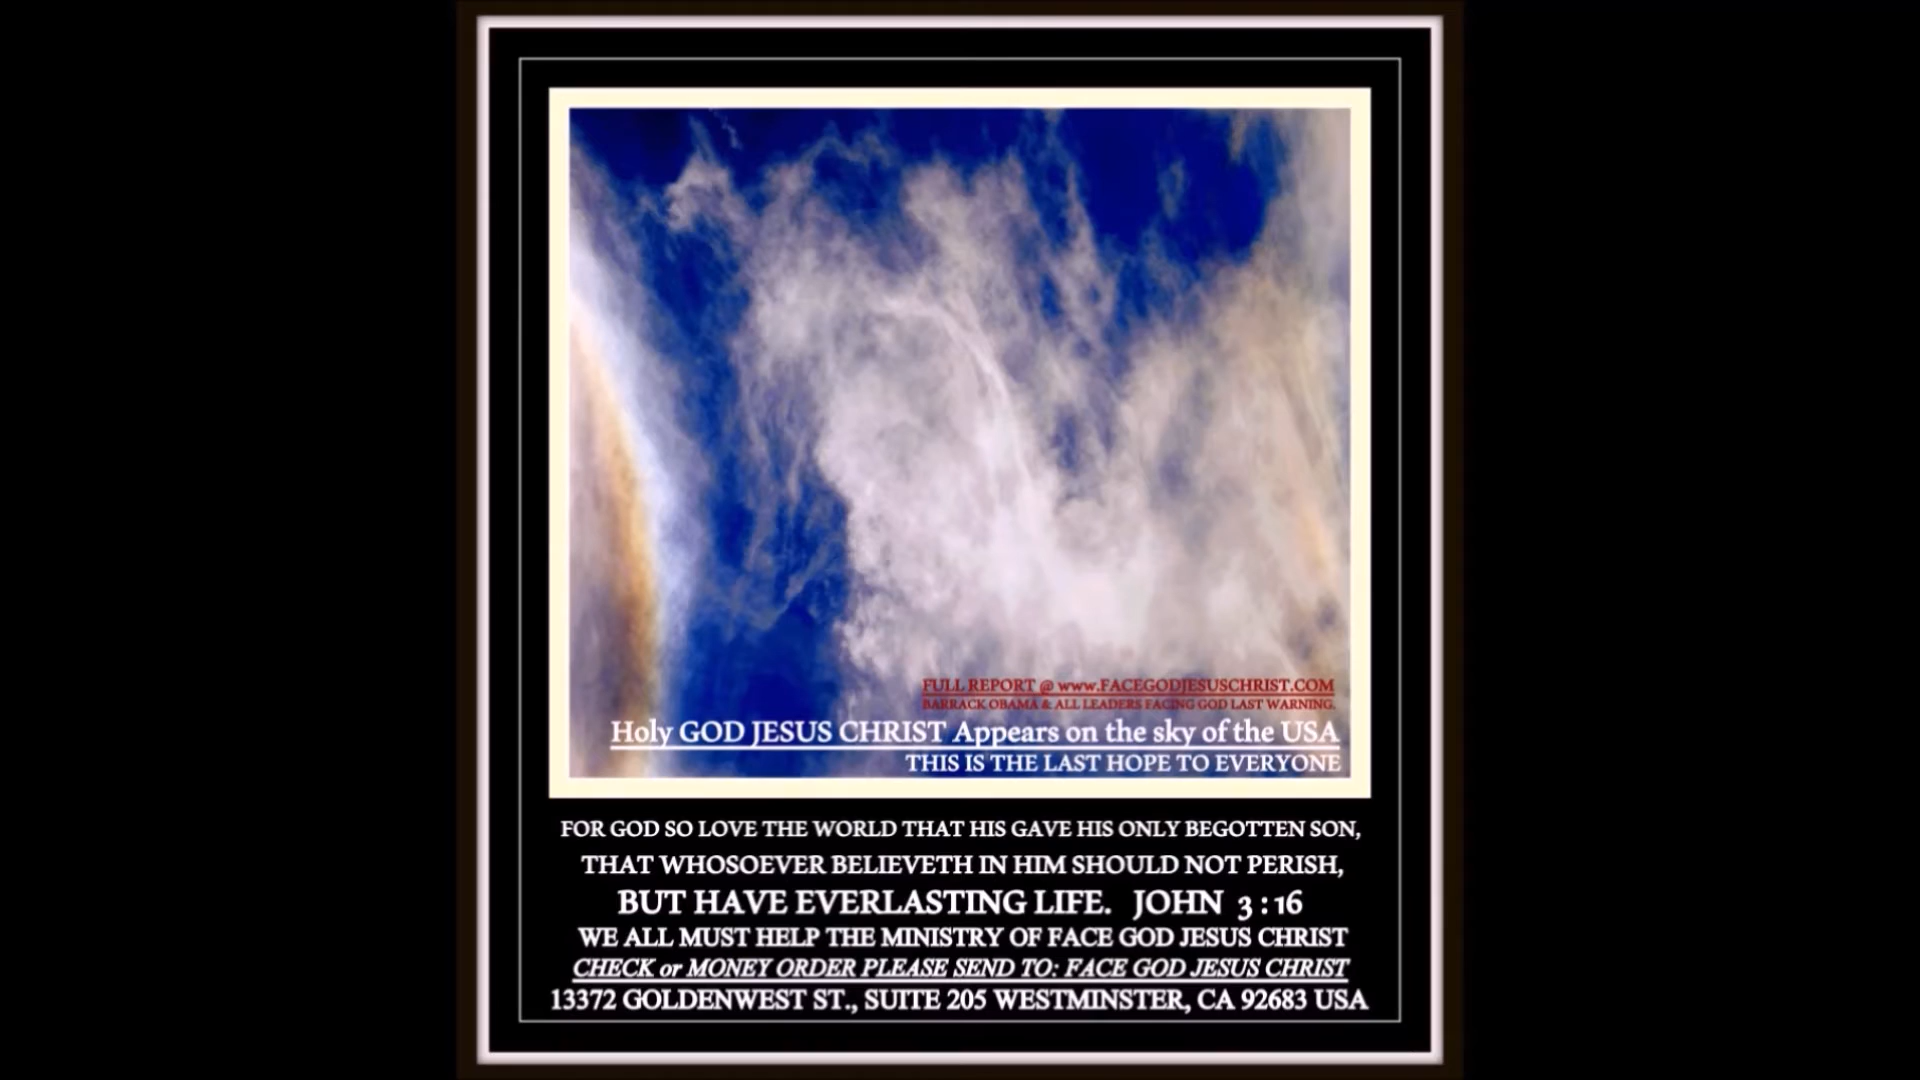 FULL REPORT @ www.FACEGODJESUSCHRIST.COM
BARRACK OBAMA & ALL LEADERS FACING GOD LAST WARNING.
Holy GOD JESUS CHRIST Appears on the sky of the USA
THIS IS THE LAST HOPE TO EVERYONE
FOR GOD SO LOVE THE WORLD THAT HIS GAVE HIS ONLY BEGOTTEN SON,
THAT WHOSOEVER BELIEVETH IN HIM SHOULD NOT PERISH,
BUT HAVE EVERLASTING LIFE. JOHN 3 : 16
WE ALL MUST HELP THE MINISTRY OF FACE GOD JESUS CHRIST
CHECK or MONEY ORDER PLEASE SEND TO: FACE GOD JESUS CHRIST
13372 GOLDENWEST ST., SUITE 205 WESTMINSTER, CA 92683 USA